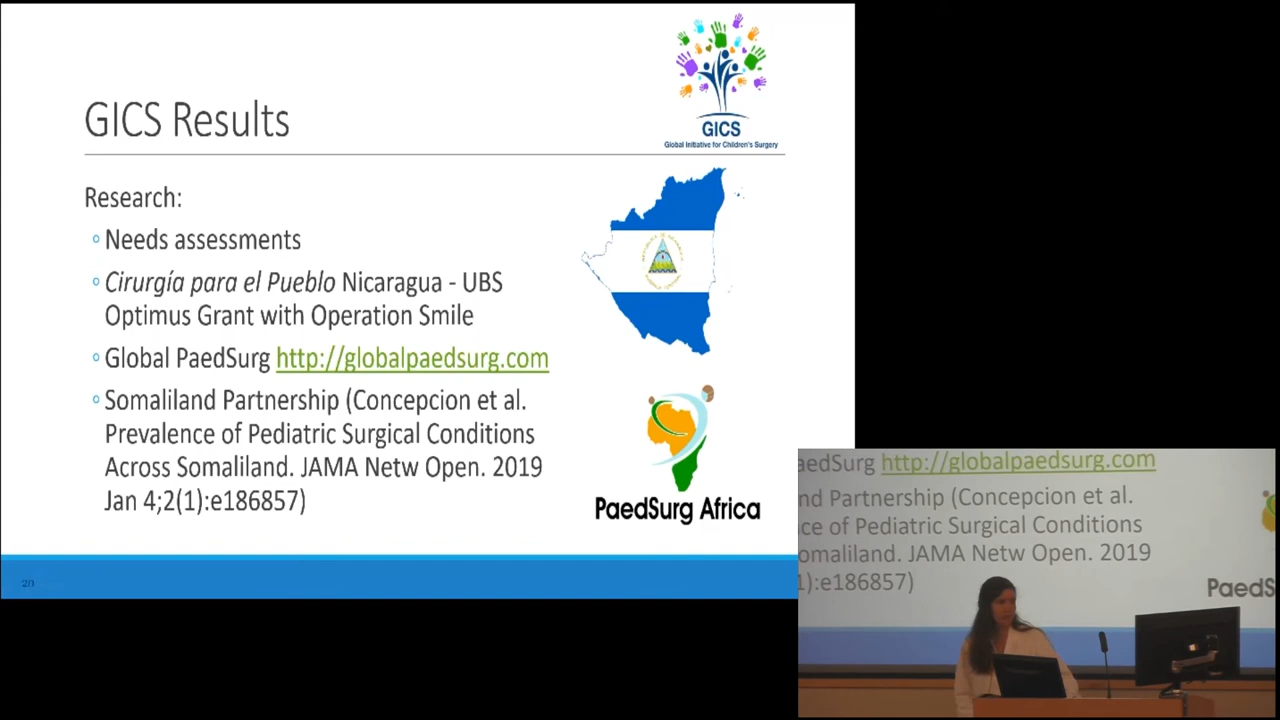 GICS
Global Initiative for Children's Surgery
GICS Results
Research:
Needs assessments
Cirurgía para el Pueblo Nicaragua - UBS
Optimus Grant with Operation Smile
Global PaedSurg http://globalpaedsurg.com
Somaliland Partnership (Concepcion et al.
Prevalence of Pediatric Surgical Conditions
Across Somaliland. JAMA Netw Open. 2019
Jan 4;2(1):e186857)
PaedSurg Africa
20
aedSurg http://globalpaedsurg.com
nd Partnership (Concepcion et al.
ce of Pediatric Surgical Conditions
omaliland. JAMA Netw Open. 2019
1):e186857)
PaedS